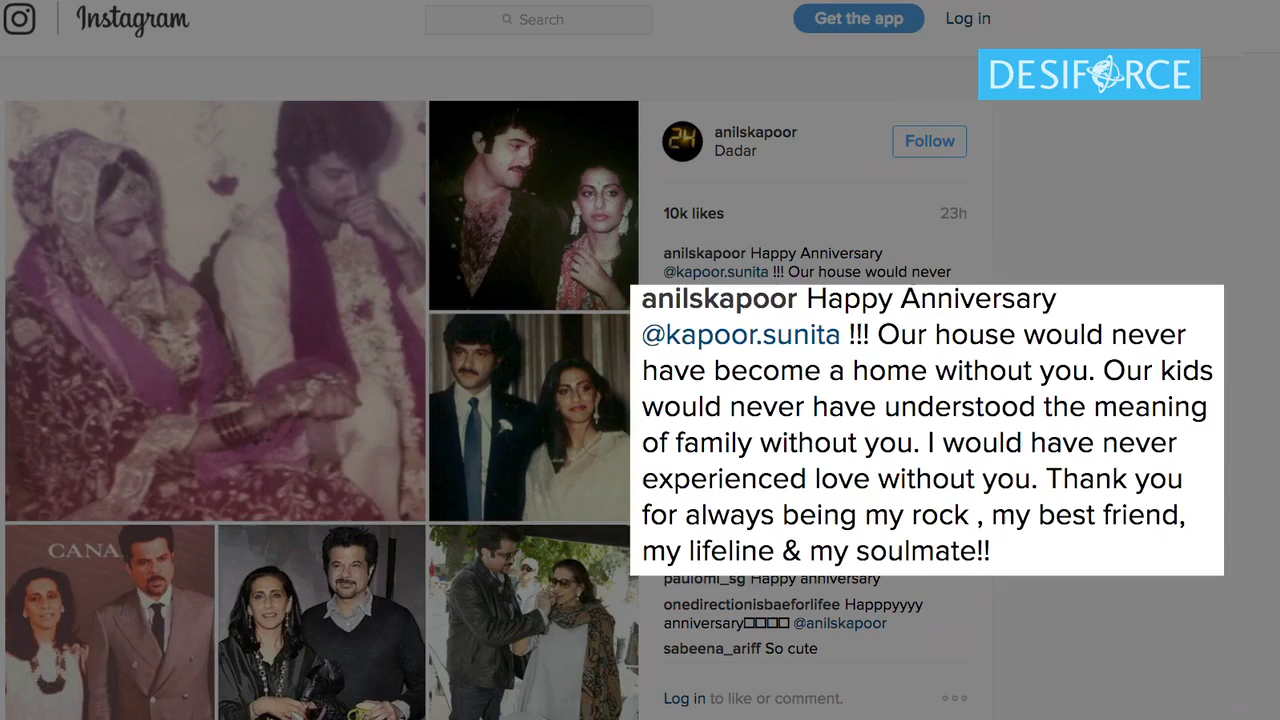 Instagram
Search
Get the app
Log in
DESIFORCE
24
anilskapoor
Dadar
Follow
10k likes
23h
anilskapoor Happy Anniversary
@kapoor.sunita !!! Our house would never
anilskapoor Happy Anniversary
@kapoor.sunita !!! Our house would never
have become a home without you. Our kids
would never have understood the meaning
of family without you. I would have never
experienced love without you. Thank you
for always being my rock , my best friend,
my lifeline & my soulmate!!
paulomi_sg Happy anniversary
onedirectionisbaeforlifee Happpyyyy
anniversary□□□□ @anilskapoor
sabeena_ariff So cute
Log in to like or comment.
CANA